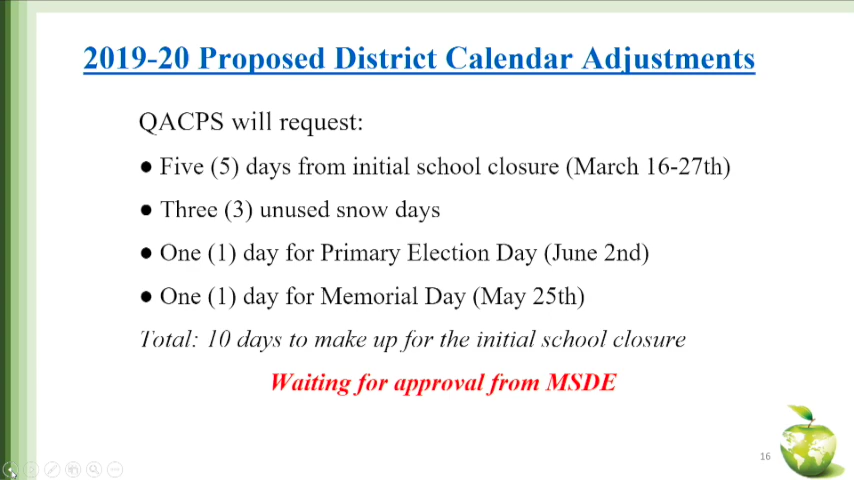 2019-20 Proposed District Calendar Adjustments
QACPS will request:
● Five (5) days from initial school closure (March 16-27th)
● Three (3) unused snow days
● One (1) day for Primary Election Day (June 2nd)
● One (1) day for Memorial Day (May 25th)
Total: 10 days to make up for the initial school closure
Waiting for approval from MSDE
16